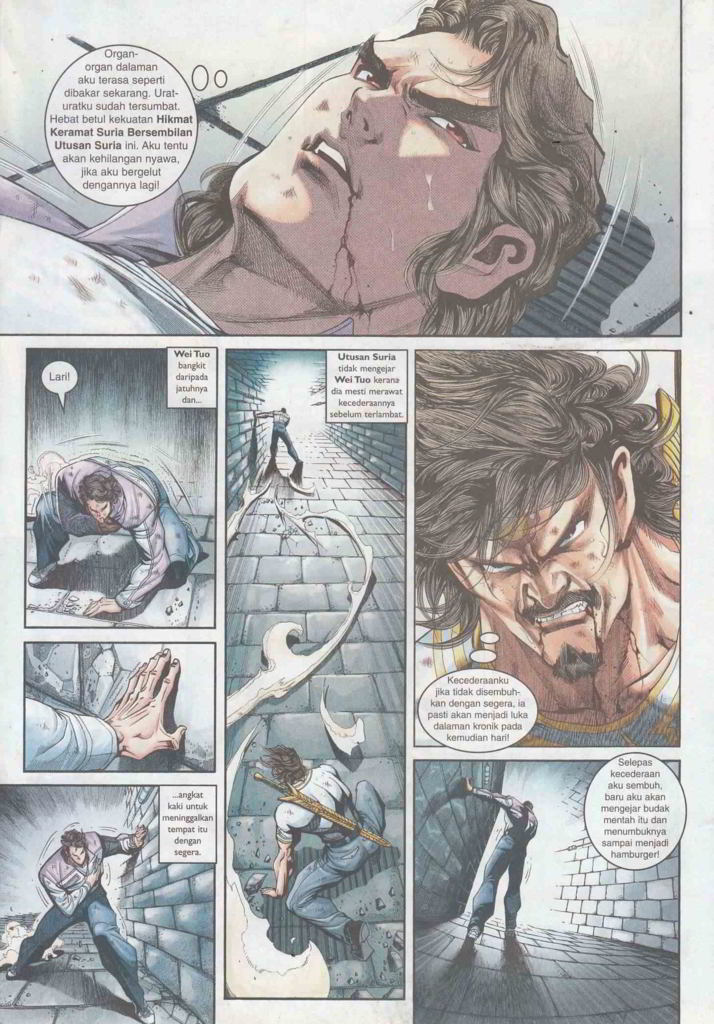 Organ-
organ dalaman
aku terasa seperti
dibakar sekarang. Urat-
uratku sudah tersumbat.
Hebat betul kekuatan Hikmat
Keramat Suria Bersembilan
Utusan Suria ini. Aku tentu
akan kehilangan nyawa,
jika aku bergelut
dengannya lagi!
Lari!
Wei Tuo
bangkit
daripada
jatuhnya
dan...
...angkat
kaki untuk
meninggalkan
tempat itu
dengan
segera.
Utusan Suria
tidak mengejar
Wei Tuo kerana
dia mesti merawat
kecederaannya
sebelum terlambat.
Kecederaanku
jika tidak disembuh-
kan dengan segera, ia
pasti akan menjadi luka
dalaman kronik pada
kemudian hari!
Selepas
kecederaan
aku sembuh,
baru aku akan
mengejar budak
mentah itu dan
menumbuknya
sampai menjadi
hamburger!